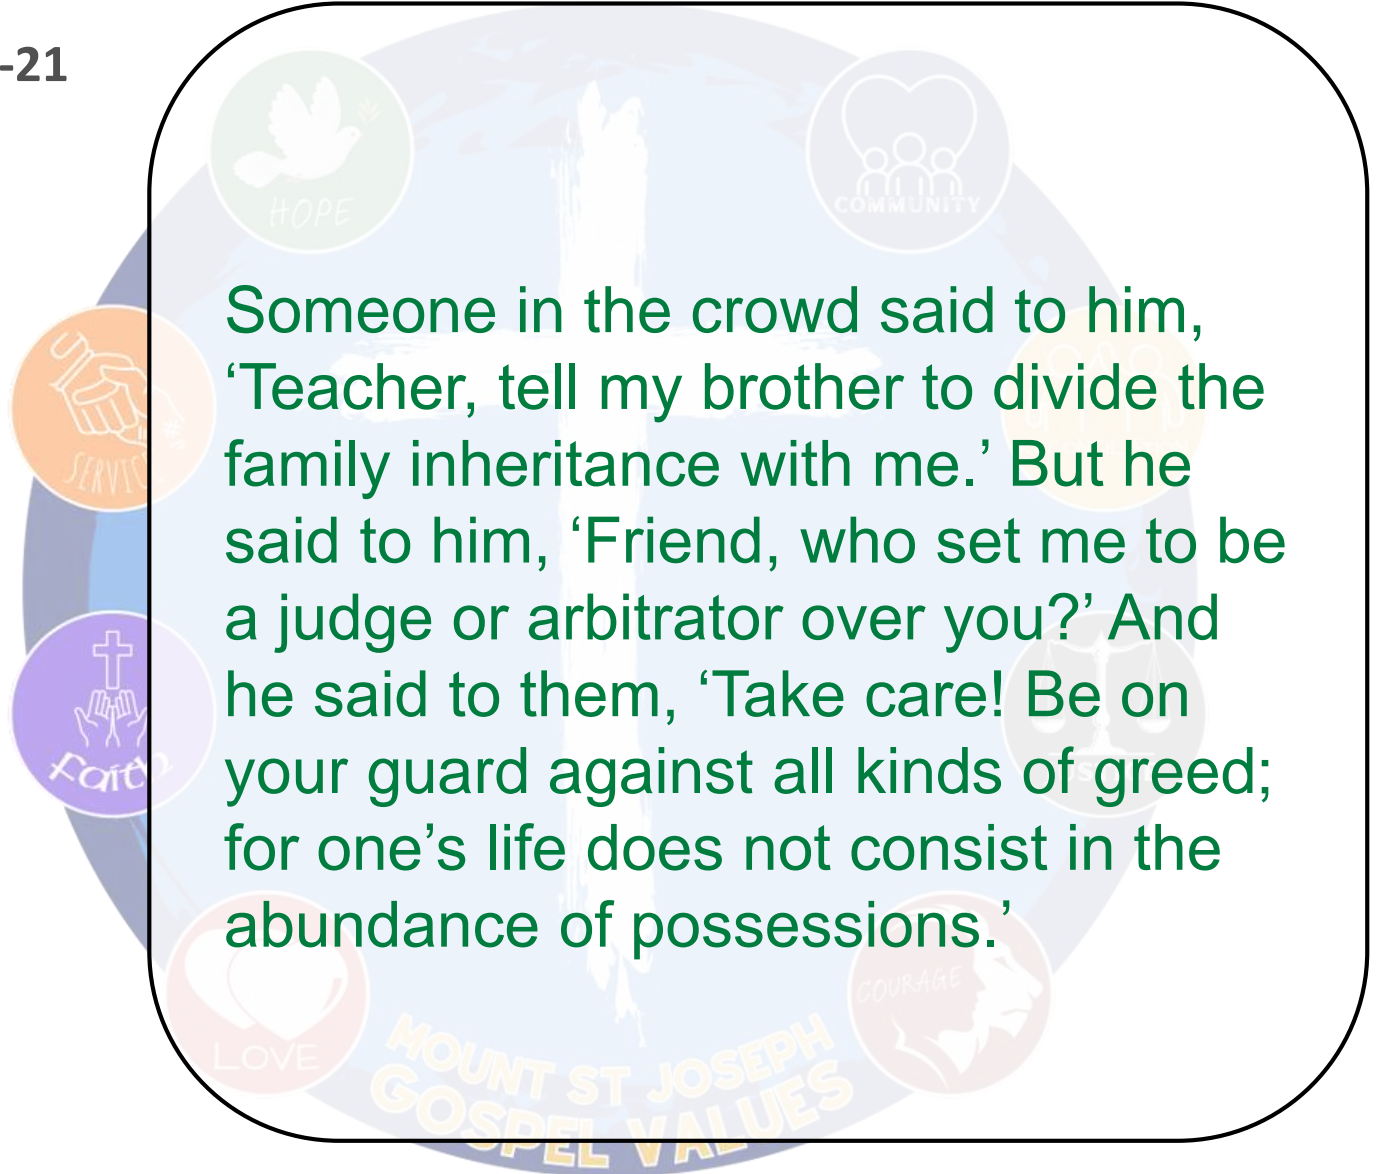 -21
HOPE
COMMUNITY
Someone in the crowd said to him,
‘Teacher, tell my brother to divide the
family inheritance with me.’ But he
said to him, ‘Friend, who set me to be
a judge or arbitrator over you?’ And
he said to them, ‘Take care! Be on
your guard against all kinds of greed;
for one’s life does not consist in the
abundance of possessions.’
SERVICE
Faith
LOVE
COURAGE
MOUNT ST JOSEPH
GOSPEL VALUES